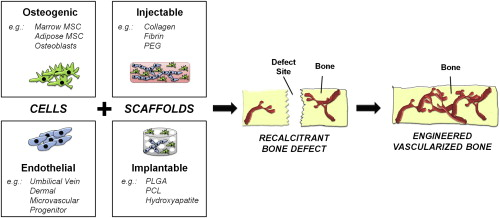 Osteogenic
e.g.: Marrow MSC
Adipose MSC
Osteoblasts
Injectable
e.g.: Collagen
Fibrin
PEG
CELLS + SCAFFOLDS
Endothelial
e.g.: Umbilical Vein
Dermal
Microvascular
Progenitor
Implantable
e.g.: PLGA
PCL
Hydroxyapatite
Defect
Site
Bone
RECALCITRANT
BONE DEFECT
Bone
ENGINEERED
VASCULARIZED BONE